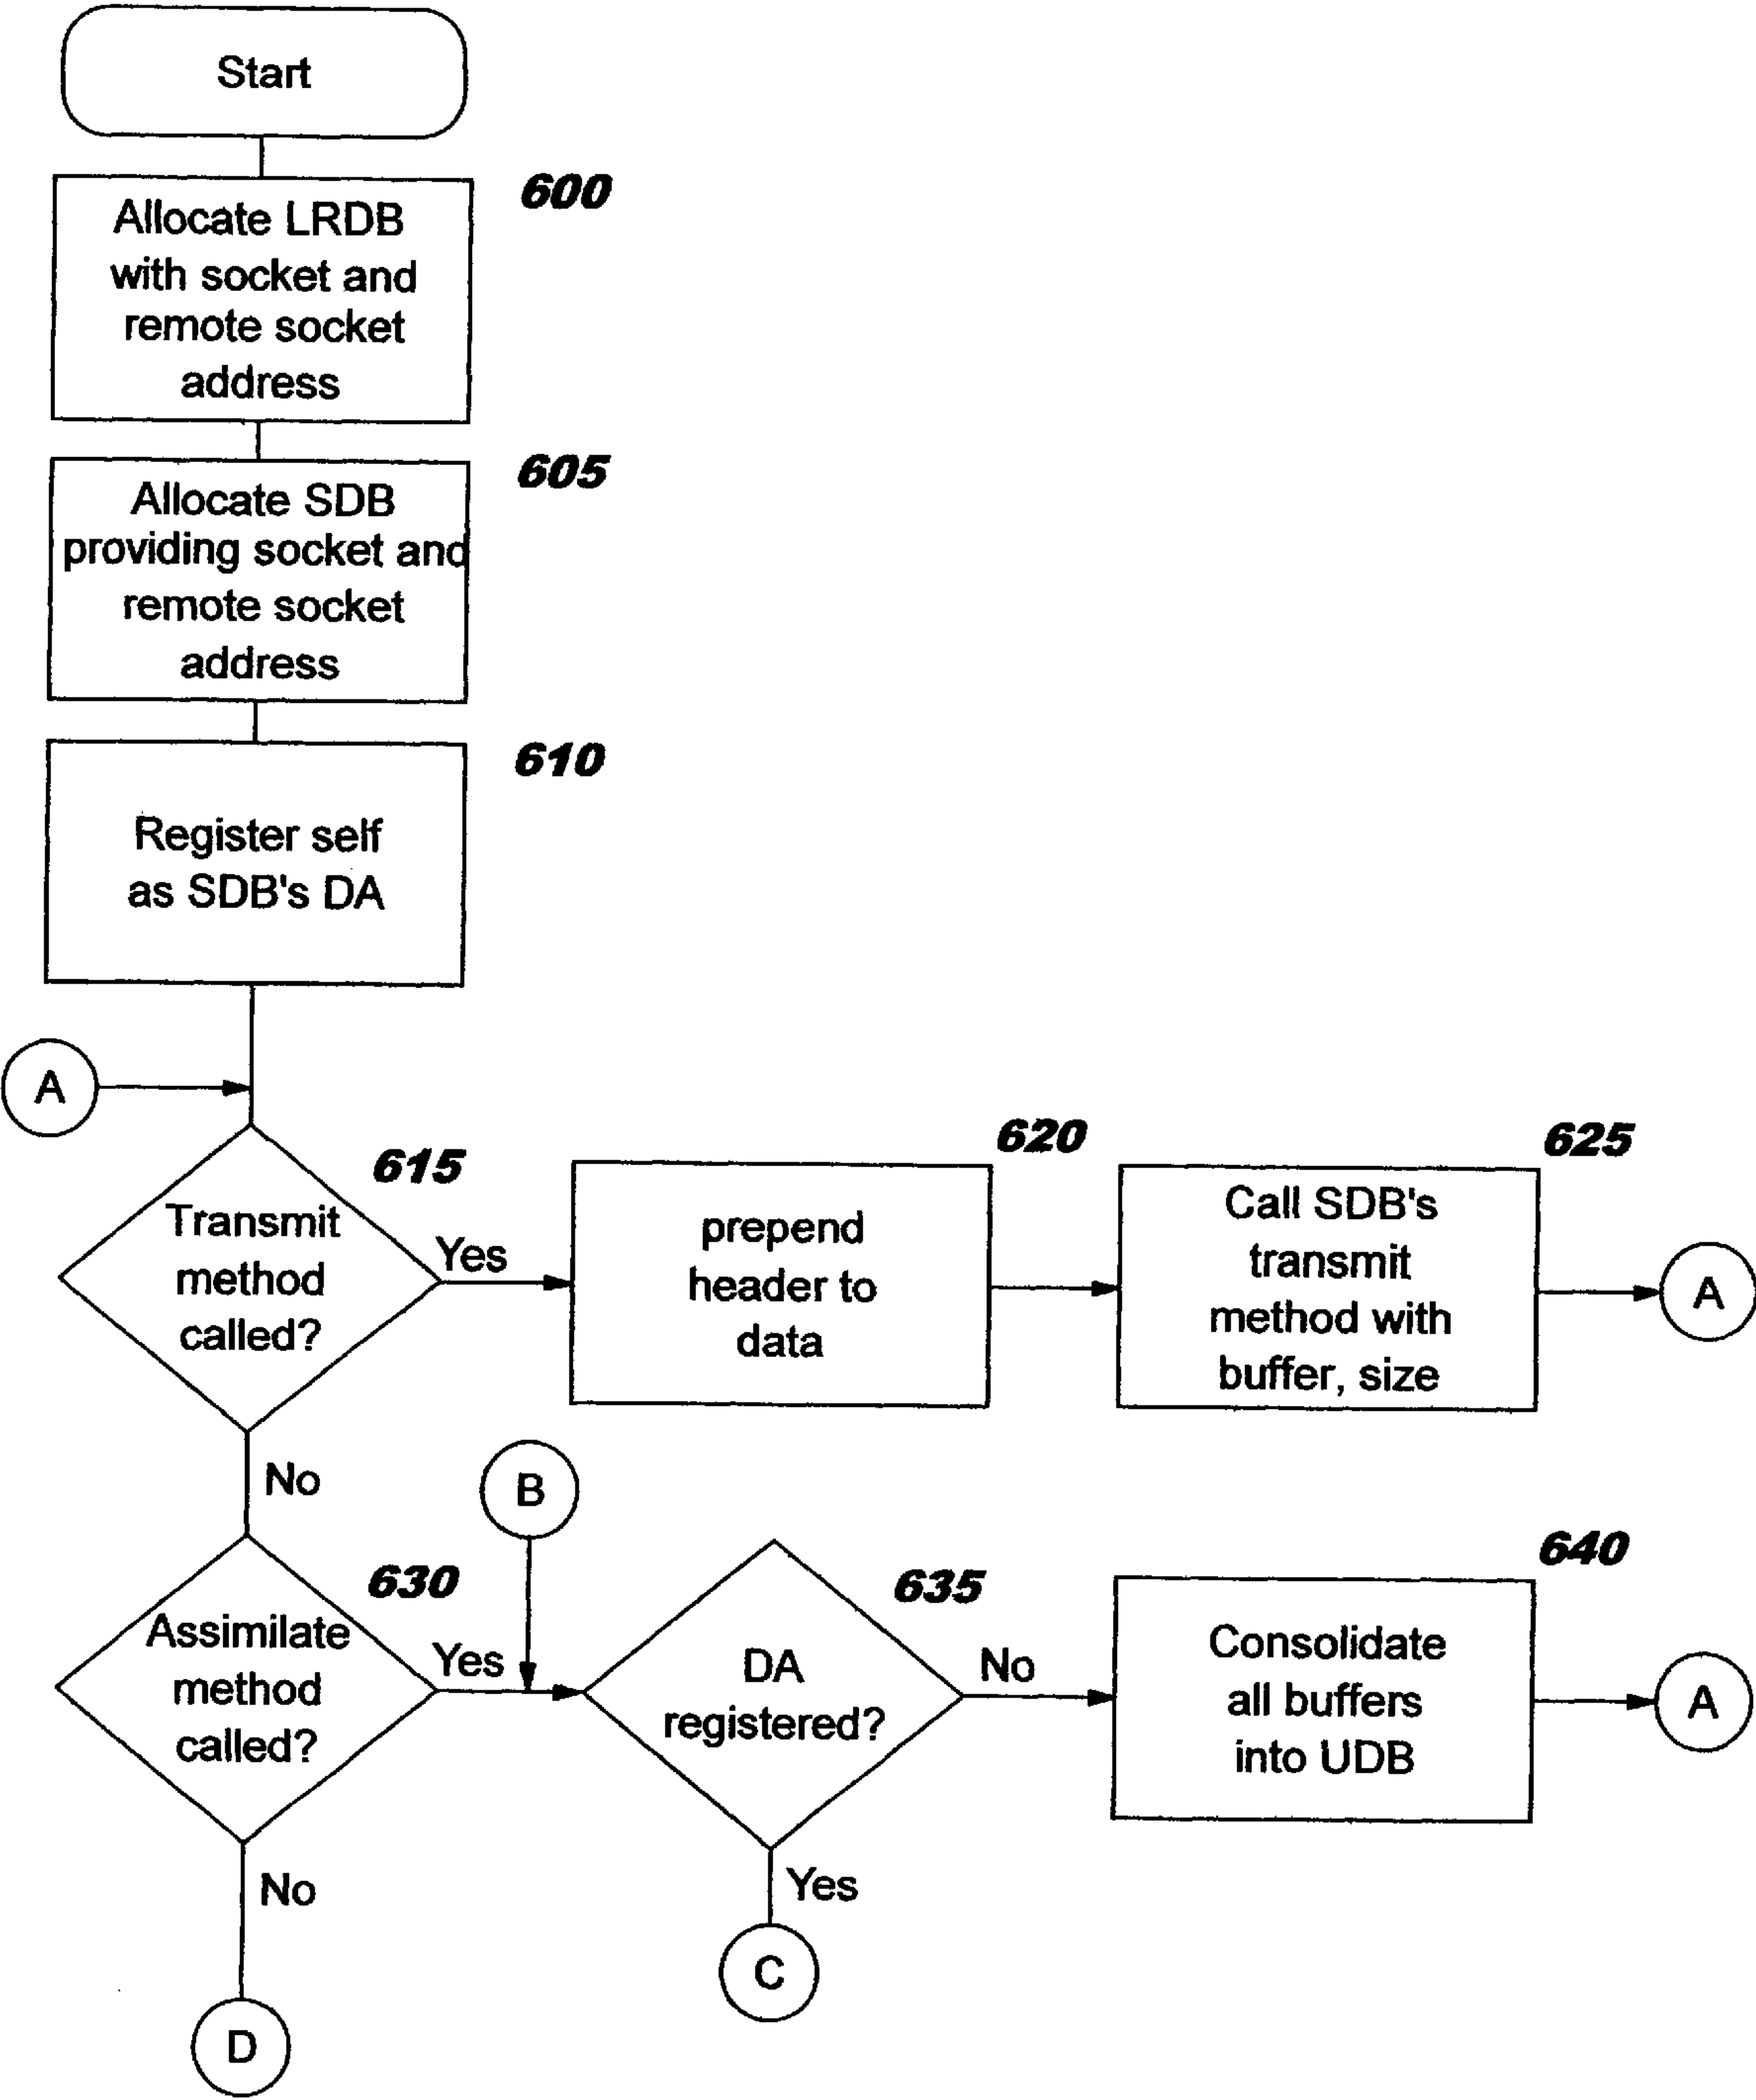 Start
600
Allocate LRDB
with socket and
remote socket
address
605
Allocate SDB
providing socket and
remote socket
address
610
Register self
as SDB's DA
A
615
Transmit
method
called?
Yes
620
prepend
header to
data
625
Call SDB's
transmit
method with
buffer, size
A
No
B
630
Assimilate
method
called?
Yes
635
DA
registered?
No
640
Consolidate
all buffers
into UDB
A
No
Yes
C
D